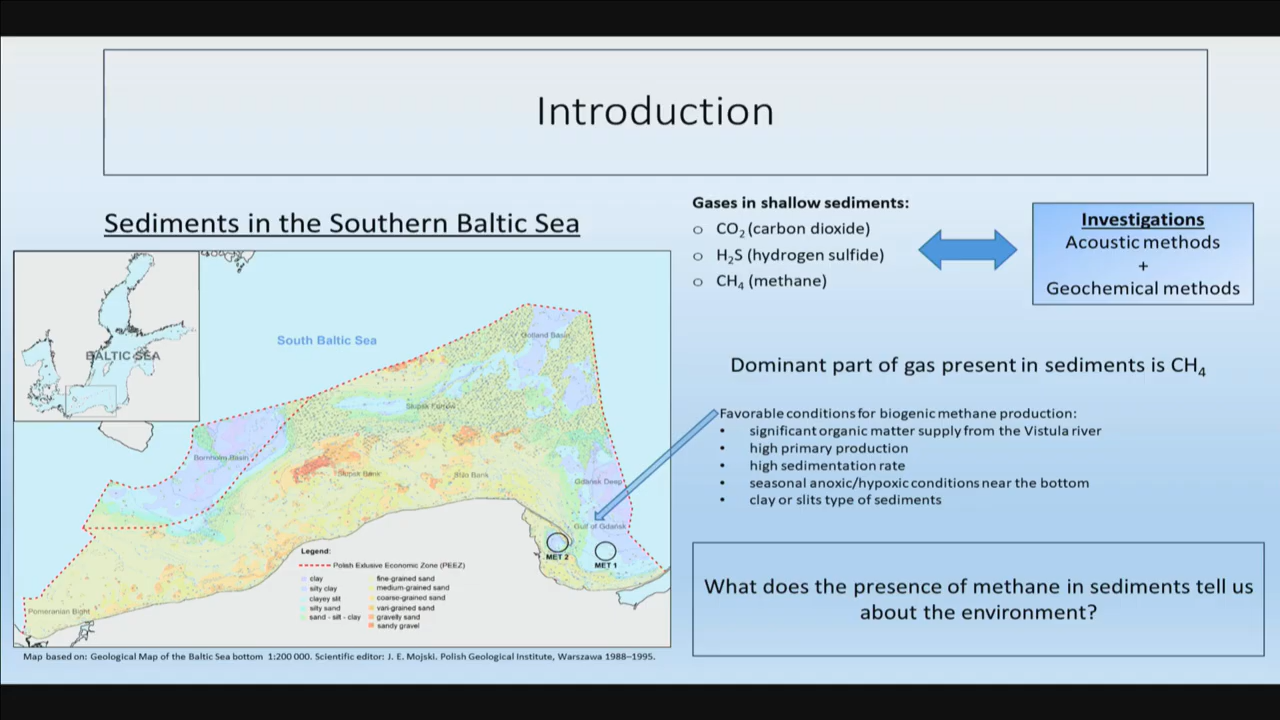 Introduction
Sediments in the Southern Baltic Sea
BALTIC SEA
South Baltic Sea
Gotland Basin
Slupsk Furrow
Bornholm Basin
Slupsk Bank
Stilo Bank
Gdańsk Deep
Gulf of Gdańsk
MET 2
MET 1
Pomeranian Bight
Legend:
Polish Exlusive Economic Zone (PEEZ)
clay
silty clay
clayey silt
silty sand
sand - silt - clay
fine-grained sand
medium-grained sand
coarse-grained sand
vari-grained sand
gravelly sand
sandy gravel
Map based on: Geological Map of the Baltic Sea bottom 1:200 000. Scientific editor: J. E. Mojski. Polish Geological Institute, Warszawa 1988–1995.
Gases in shallow sediments:
o CO₂ (carbon dioxide)
o H₂S (hydrogen sulfide)
o CH₄ (methane)
Investigations
Acoustic methods
+
Geochemical methods
Dominant part of gas present in sediments is CH₄
Favorable conditions for biogenic methane production:
• significant organic matter supply from the Vistula river
• high primary production
• high sedimentation rate
• seasonal anoxic/hypoxic conditions near the bottom
• clay or slits type of sediments
What does the presence of methane in sediments tell us
about the environment?